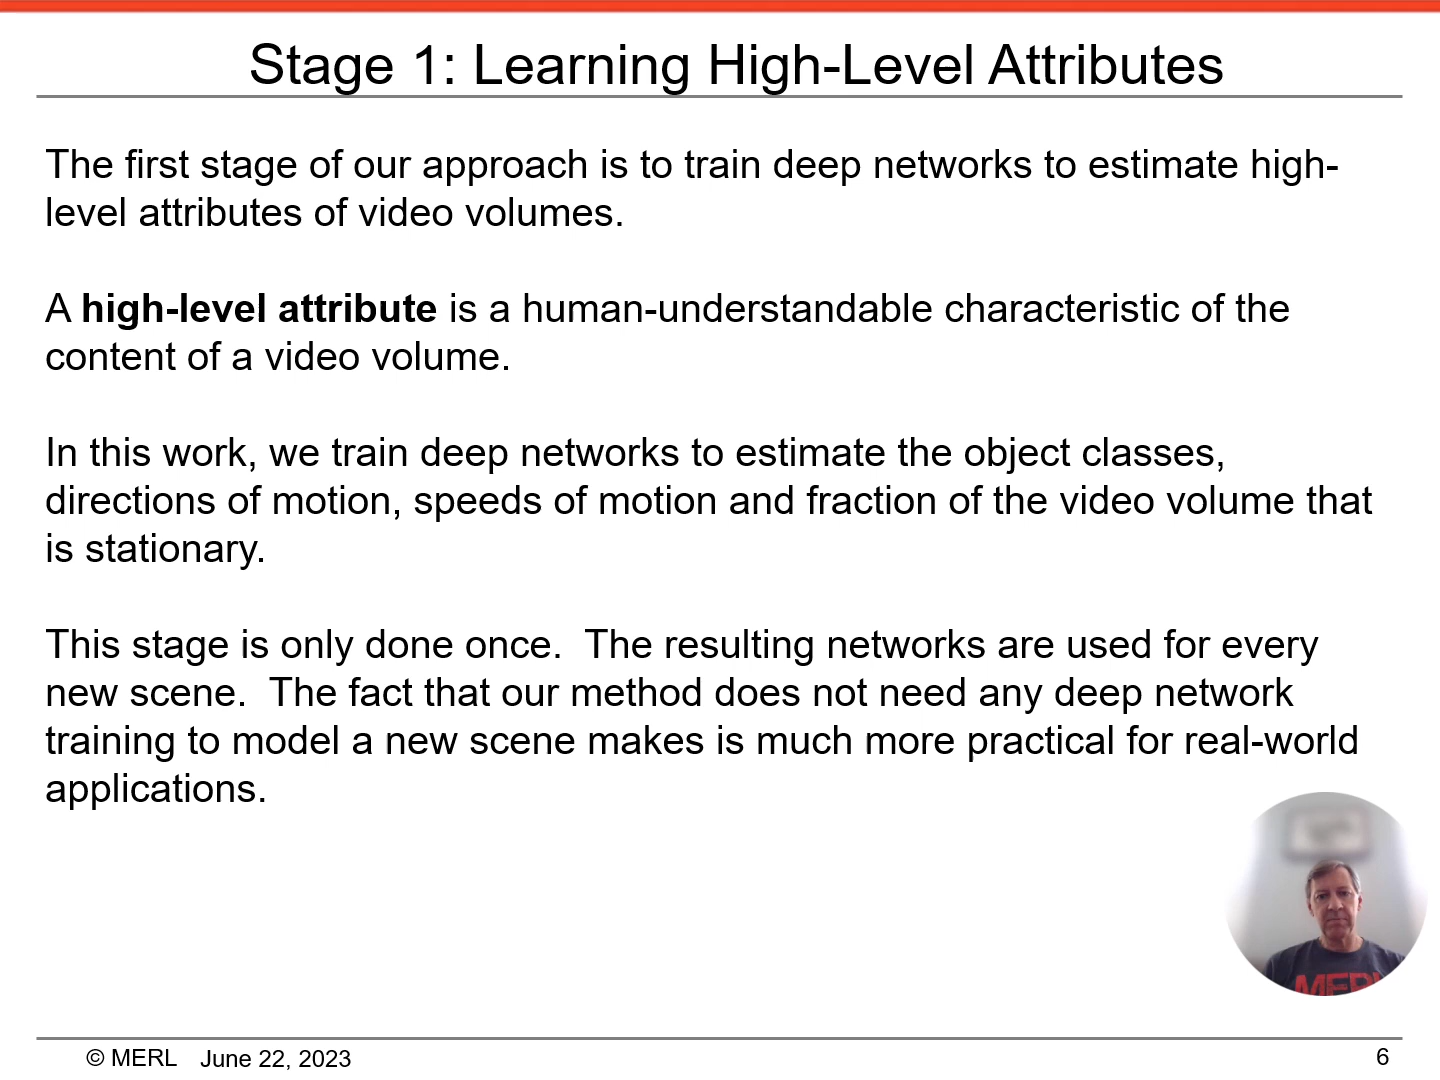 Stage 1: Learning High-Level Attributes
The first stage of our approach is to train deep networks to estimate high-
level attributes of video volumes.
A high-level attribute is a human-understandable characteristic of the
content of a video volume.
In this work, we train deep networks to estimate the object classes,
directions of motion, speeds of motion and fraction of the video volume that
is stationary.
This stage is only done once.  The resulting networks are used for every
new scene.  The fact that our method does not need any deep network
training to model a new scene makes is much more practical for real-world
applications.
MERL
© MERL June 22, 2023
6